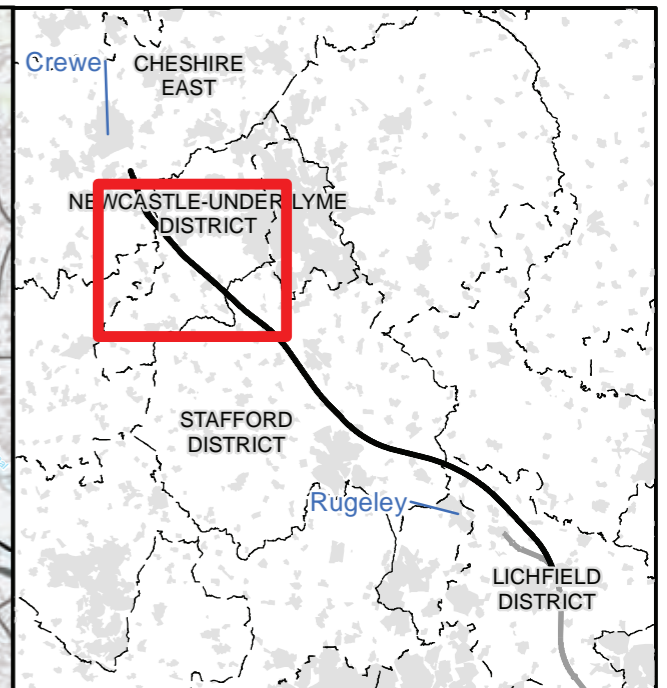 Crewe
CHESHIRE
EAST
NEWCASTLE-UNDER-LYME
DISTRICT
STAFFORD
DISTRICT
Rugeley
LICHFIELD
DISTRICT